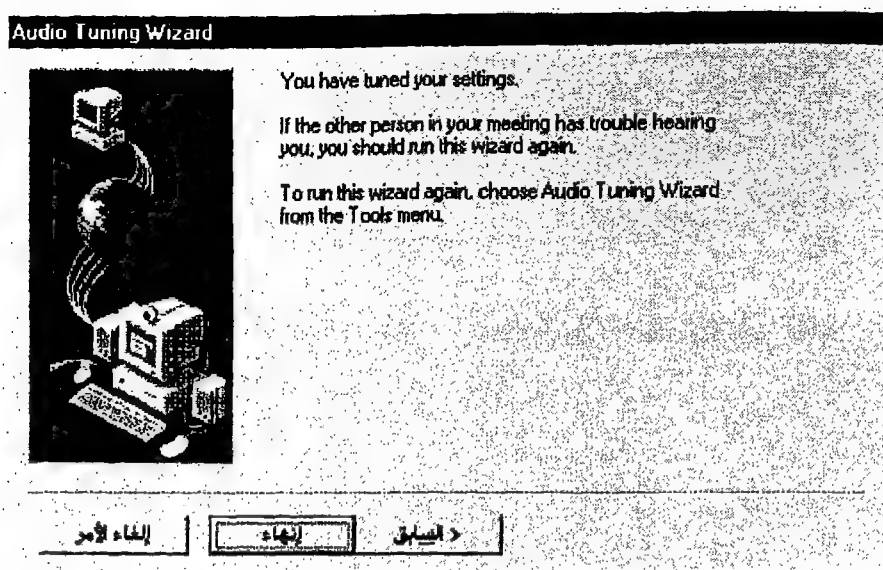 Audio Tuning Wizard
You have tuned your settings.
If the other person in your meeting has trouble hearing
you, you should run this wizard again.
To run this wizard again, choose Audio Tuning Wizard
from the Tools menu.
< السابق
إنهاء
إلغاء الأمر